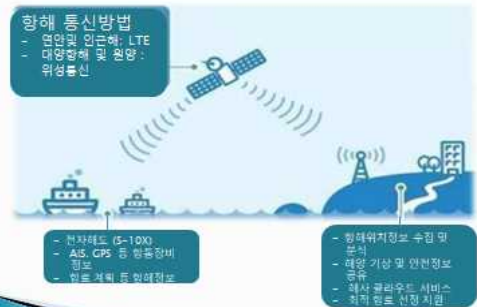 항해 통신방법
- 연안및 인근해: LTE
- 대양항해 및 원양 :
위성통신
- 전자해도 (S-10X)
- AIS, GPS 등 항통장비
정보
- 항로 계획 등 항해정보
- 항해위치정보 수집 및
분석
- 해양 기상 및 안전정보
공유
- 해사 클라우드 서비스
- 최적 항로 선정 지원